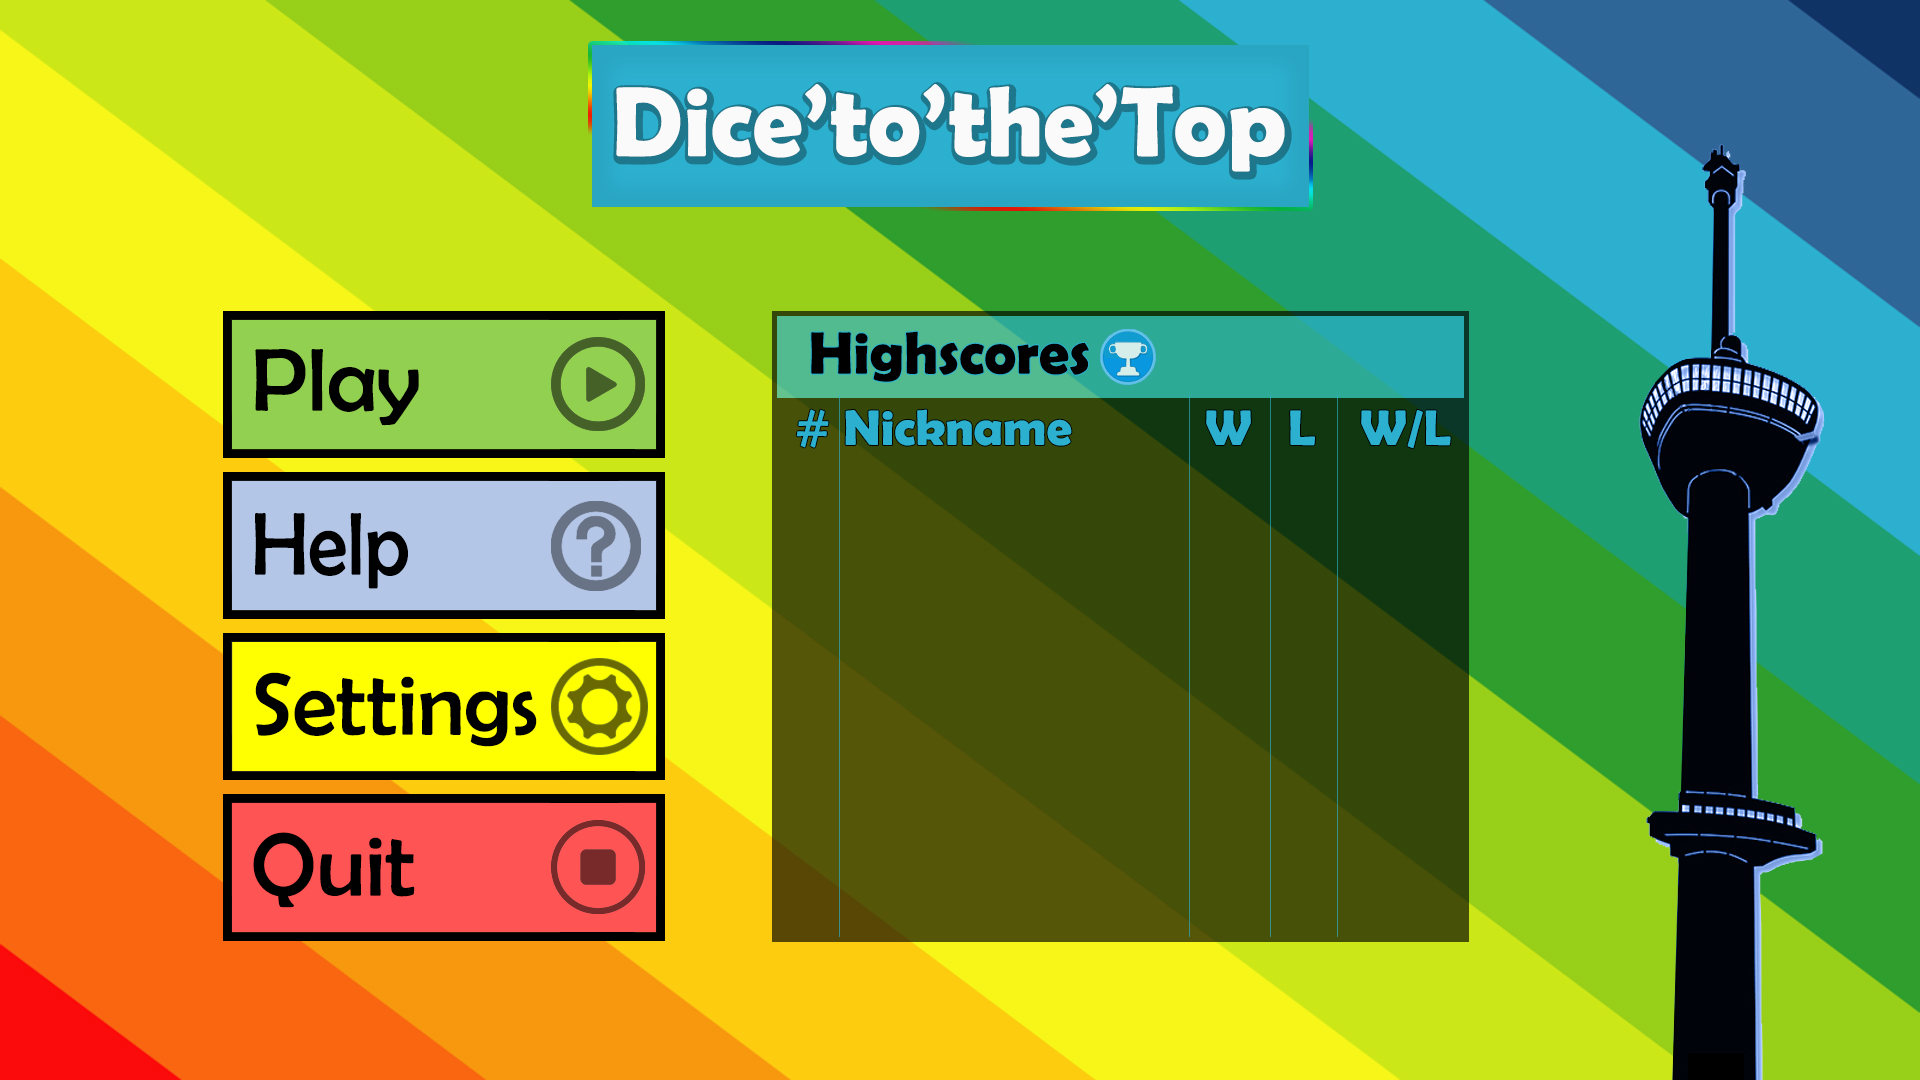 Dice’to’the’Top
Play
Help
Settings
Quit
Highscores
# Nickname W L W/L